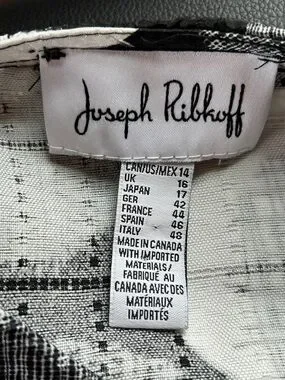 Joseph Ribkoff
CAN/US/MEX 14
UK 16
JAPAN 17
GER 42
FRANCE 44
SPAIN 46
ITALY 48
MADE IN CANADA
WITH IMPORTED
MATERIALS/
FABRIQUÉ AU
CANADA AVEC DES
MATÉRIAUX
IMPORTÉS